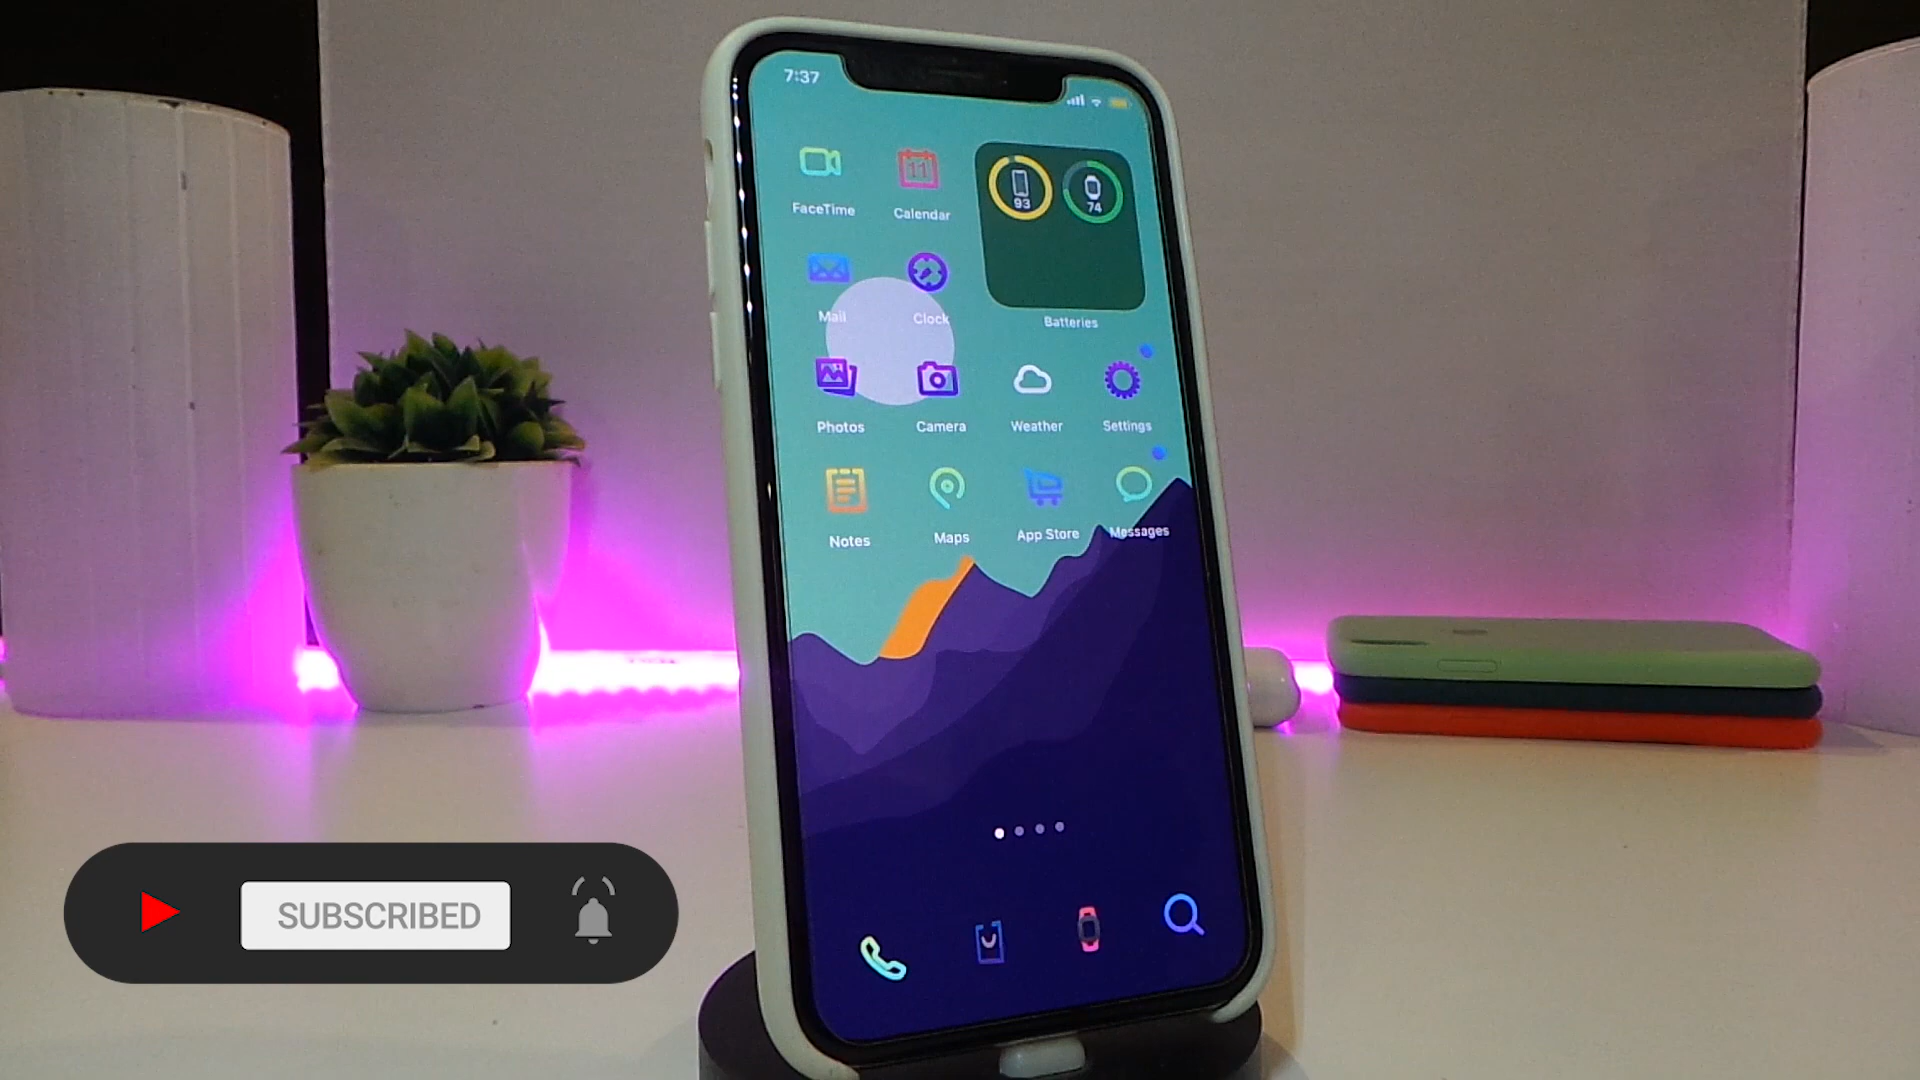 7:37
FaceTime
Calendar
11
93
74
Mail
Clock
Batteries
Photos
Camera
Weather
Settings
Notes
Maps
App Store
Messages
SUBSCRIBED